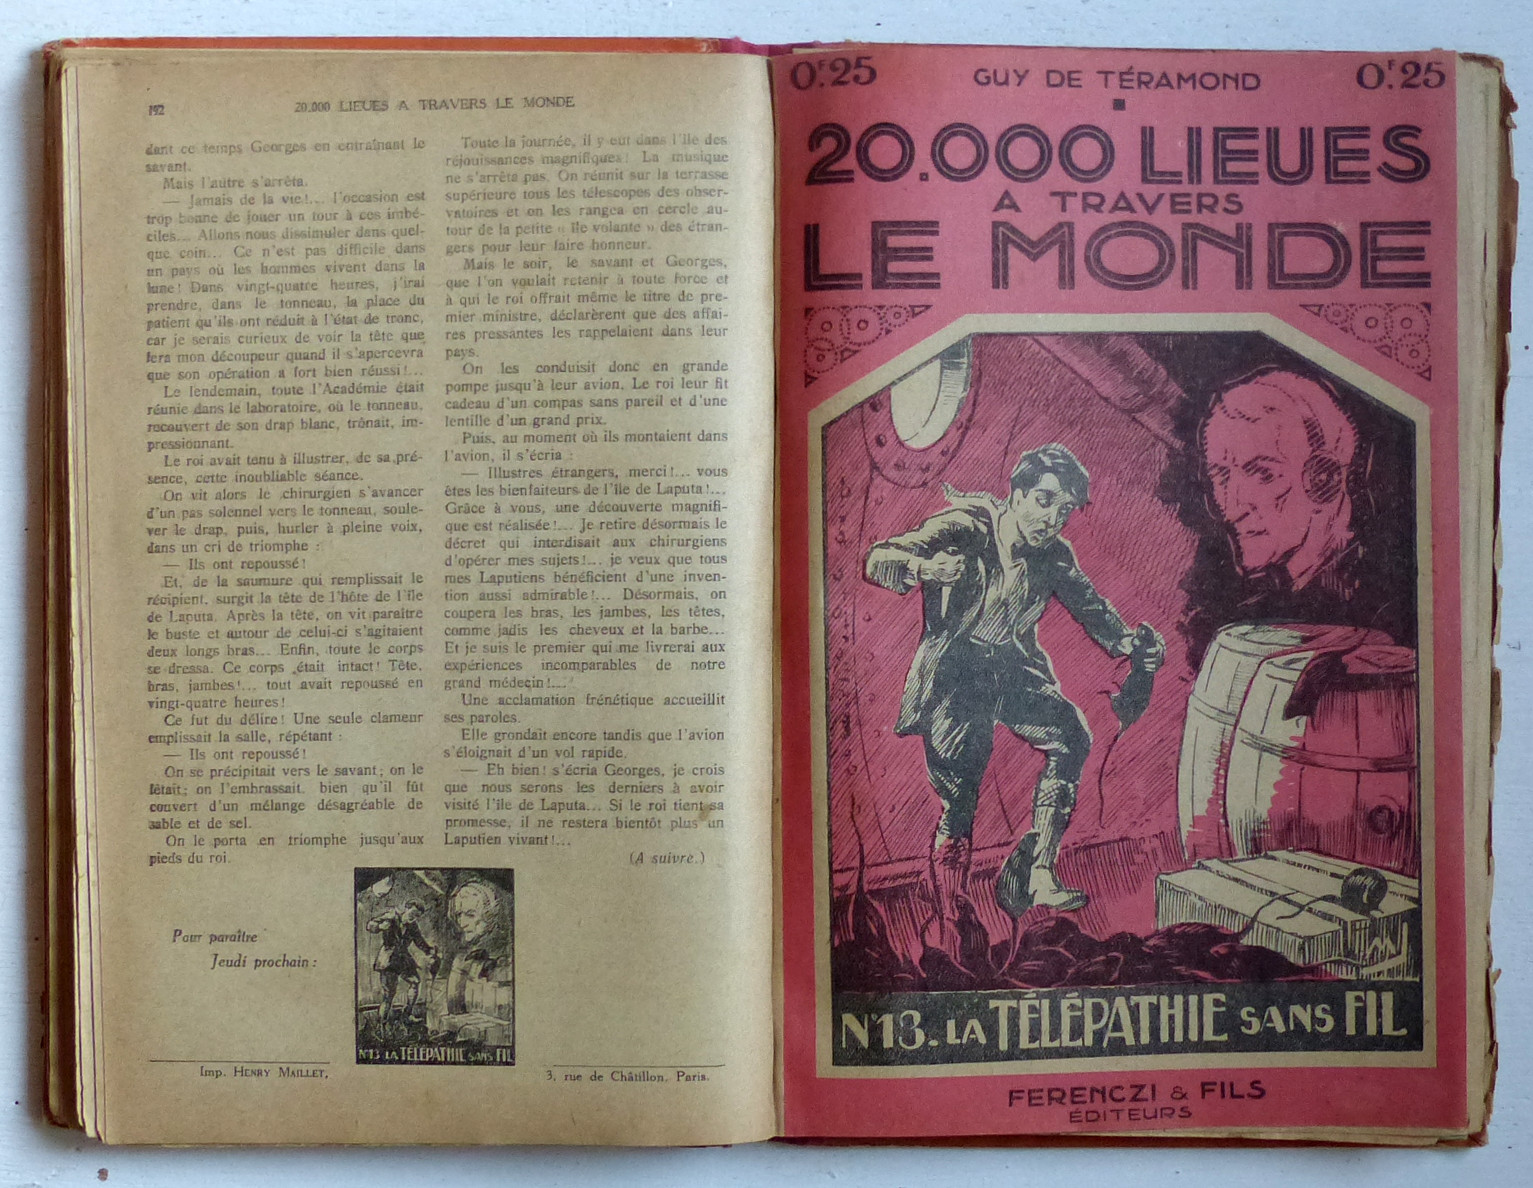 192
20.000 LIEUES A TRAVERS LE MONDE
dant ce temps Georges en entraînant le
savant.
Mais l'autre s'arrêta.
— Jamais de la vie!... l'occasion est
trop bonne de jouer un tour à ces imbé-
ciles... Allons nous dissimuler dans quel-
que coin... Ce n'est pas difficile dans
un pays où les hommes vivent dans la
lune! Dans vingt-quatre heures, j'irai
prendre, dans le tonneau, la place du
patient qu'ils ont réduit à l'état de tronc,
car je serais curieux de voir la tête que
fera mon découpeur quand il s'apercevra
que son opération a fort bien réussi!...
Le lendemain, toute l'Académie était
réunie dans le laboratoire, où le tonneau,
recouvert de son drap blanc, trônait, im-
pressionnant.
Le roi avait tenu à illustrer, de sa pré-
sence, cette inoubliable séance.
On vit alors le chirurgien s'avancer
d'un pas solennel vers le tonneau, soule-
ver le drap, puis, hurler à pleine voix,
dans un cri de triomphe :
— Ils ont repoussé!
Et, de la saumure qui remplissait le
récipient, surgit la tête de l'hôte de l'île
de Laputa. Après la tête, on vit paraître
le buste et autour de celui-ci s'agitaient
deux longs bras... Enfin, toute le corps
se dressa. Ce corps était intact! Tête,
bras, jambes!... tout avait repoussé en
vingt-quatre heures!
Ce fut du délire! Une seule clameur
emplissait la salle, répétant :
— Ils ont repoussé!
On se précipitait vers le savant; on le
fêtait; on l'embrassait, bien qu'il fût
couvert d'un mélange désagréable de
sable et de sel.
On le porta en triomphe jusqu'aux
pieds du roi.
Toute la journée, il y eut dans l'île des
réjouissances magnifiques! La musique
ne s'arrêta pas. On réunit sur la terrasse
supérieure tous les télescopes des obser-
vatoires et on les rangea en cercle au-
tour de la petite « île volante » des étran-
gers pour leur faire honneur.
Mais le soir, le savant et Georges,
que l'on voulait retenir à toute force et
à qui le roi offrait même le titre de pre-
mier ministre, déclarèrent que des affai-
res pressantes les rappelaient dans leur
pays.
On les conduisit donc en grande
pompe jusqu'à leur avion. Le roi leur fit
cadeau d'un compas sans pareil et d'une
lentille d'un grand prix.
Puis, au moment où ils montaient dans
l'avion, il s'écria :
— Illustres étrangers, merci!... vous
êtes les bienfaiteurs de l'île de Laputa!...
Grâce à vous, une découverte magnifi-
que est réalisée!... Je retire désormais le
décret qui interdisait aux chirurgiens
d'opérer mes sujets!... je veux que tous
mes Laputiens bénéficient d'une inven-
tion aussi admirable!... Désormais, on
coupera les bras, les jambes, les têtes,
comme jadis les cheveux et la barbe...
Et je suis le premier qui me livrerai aux
expériences incomparables de notre
grand médecin!...
Une acclamation frénétique accueillit
ses paroles.
Elle grondait encore tandis que l'avion
s'éloignait d'un vol rapide.
— Eh bien! s'écria Georges, je crois
que nous serons les derniers à avoir
visité l'île de Laputa... Si le roi tient sa
promesse, il ne restera bientôt plus un
Laputien vivant!...
(A suivre.)
Pour paraître
Jeudi prochain :
N°13. LA TÉLÉPATHIE SANS FIL
Imp. HENRY MAILLET,
3, rue de Châtillon, Paris.
0F.25
GUY DE TÉRAMOND
0F.25
20.000 LIEUES
A TRAVERS
LE MONDE
N°13. LA TÉLÉPATHIE SANS FIL
FERENCZI & FILS
ÉDITEURS